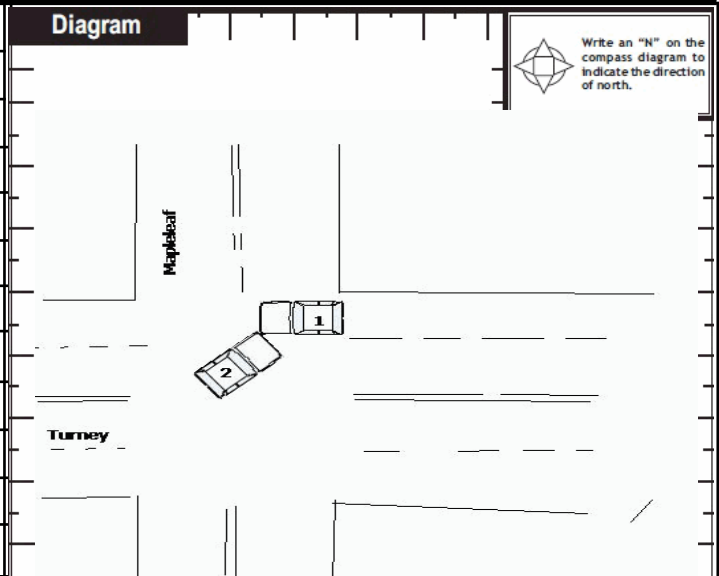 Diagram
Write an “N” on the
compass diagram to
indicate the direction
of north.
Mapleleaf
1
2
Turney